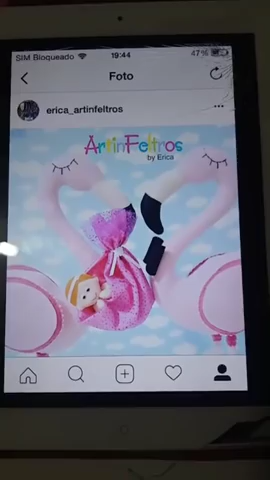 SIM Bloqueado 19:44 47%
Foto
erica_artinfeltros
ArtinFeltros
by Erica